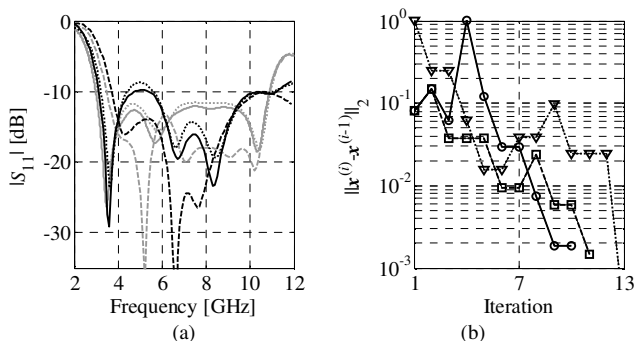 0
-10
-20
-30
|S11| [dB]
2 4 6 8 10 12
Frequency [GHz]
(a)
10^0
10^-1
10^-2
10^-3
||x^(i)-x^(i-1)||2
1 7 13
Iteration
(b)